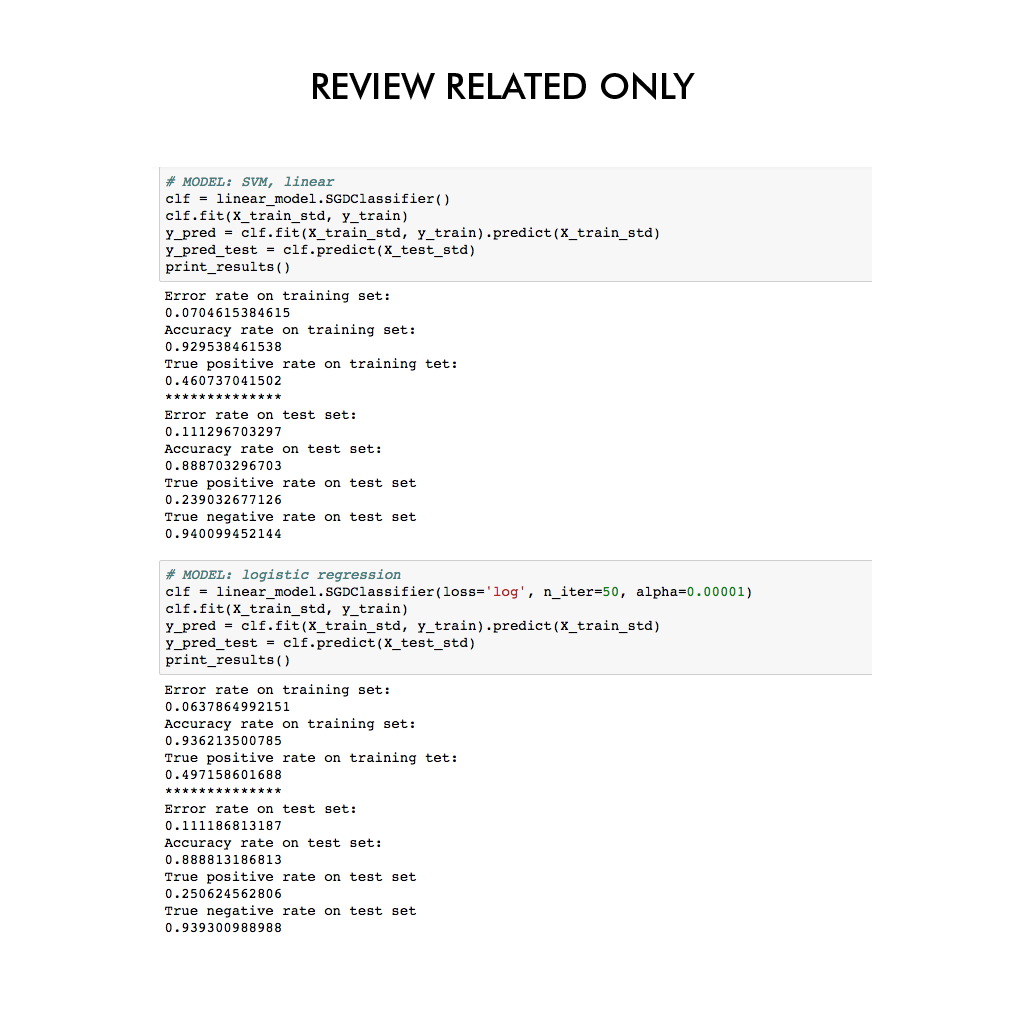 REVIEW RELATED ONLY
# MODEL: SVM, linear
clf = linear_model.SGDClassifier()
clf.fit(X_train_std, y_train)
y_pred = clf.fit(X_train_std, y_train).predict(X_train_std)
y_pred_test = clf.predict(X_test_std)
print_results()
Error rate on training set:
0.0704615384615
Accuracy rate on training set:
0.929538461538
True positive rate on training tet:
0.460737041502
**************
Error rate on test set:
0.111296703297
Accuracy rate on test set:
0.888703296703
True positive rate on test set
0.239032677126
True negative rate on test set
0.940099452144
# MODEL: logistic regression
clf = linear_model.SGDClassifier(loss='log', n_iter=50, alpha=0.00001)
clf.fit(X_train_std, y_train)
y_pred = clf.fit(X_train_std, y_train).predict(X_train_std)
y_pred_test = clf.predict(X_test_std)
print_results()
Error rate on training set:
0.0637864992151
Accuracy rate on training set:
0.936213500785
True positive rate on training tet:
0.497158601688
**************
Error rate on test set:
0.111186813187
Accuracy rate on test set:
0.888813186813
True positive rate on test set
0.250624562806
True negative rate on test set
0.939300988988